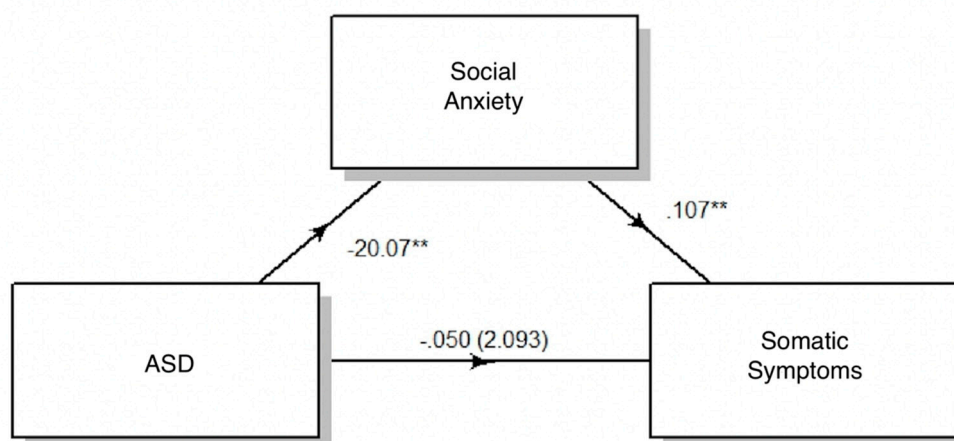 Social
Anxiety
.107**
-20.07**
-.050 (2.093)
ASD
Somatic
Symptoms